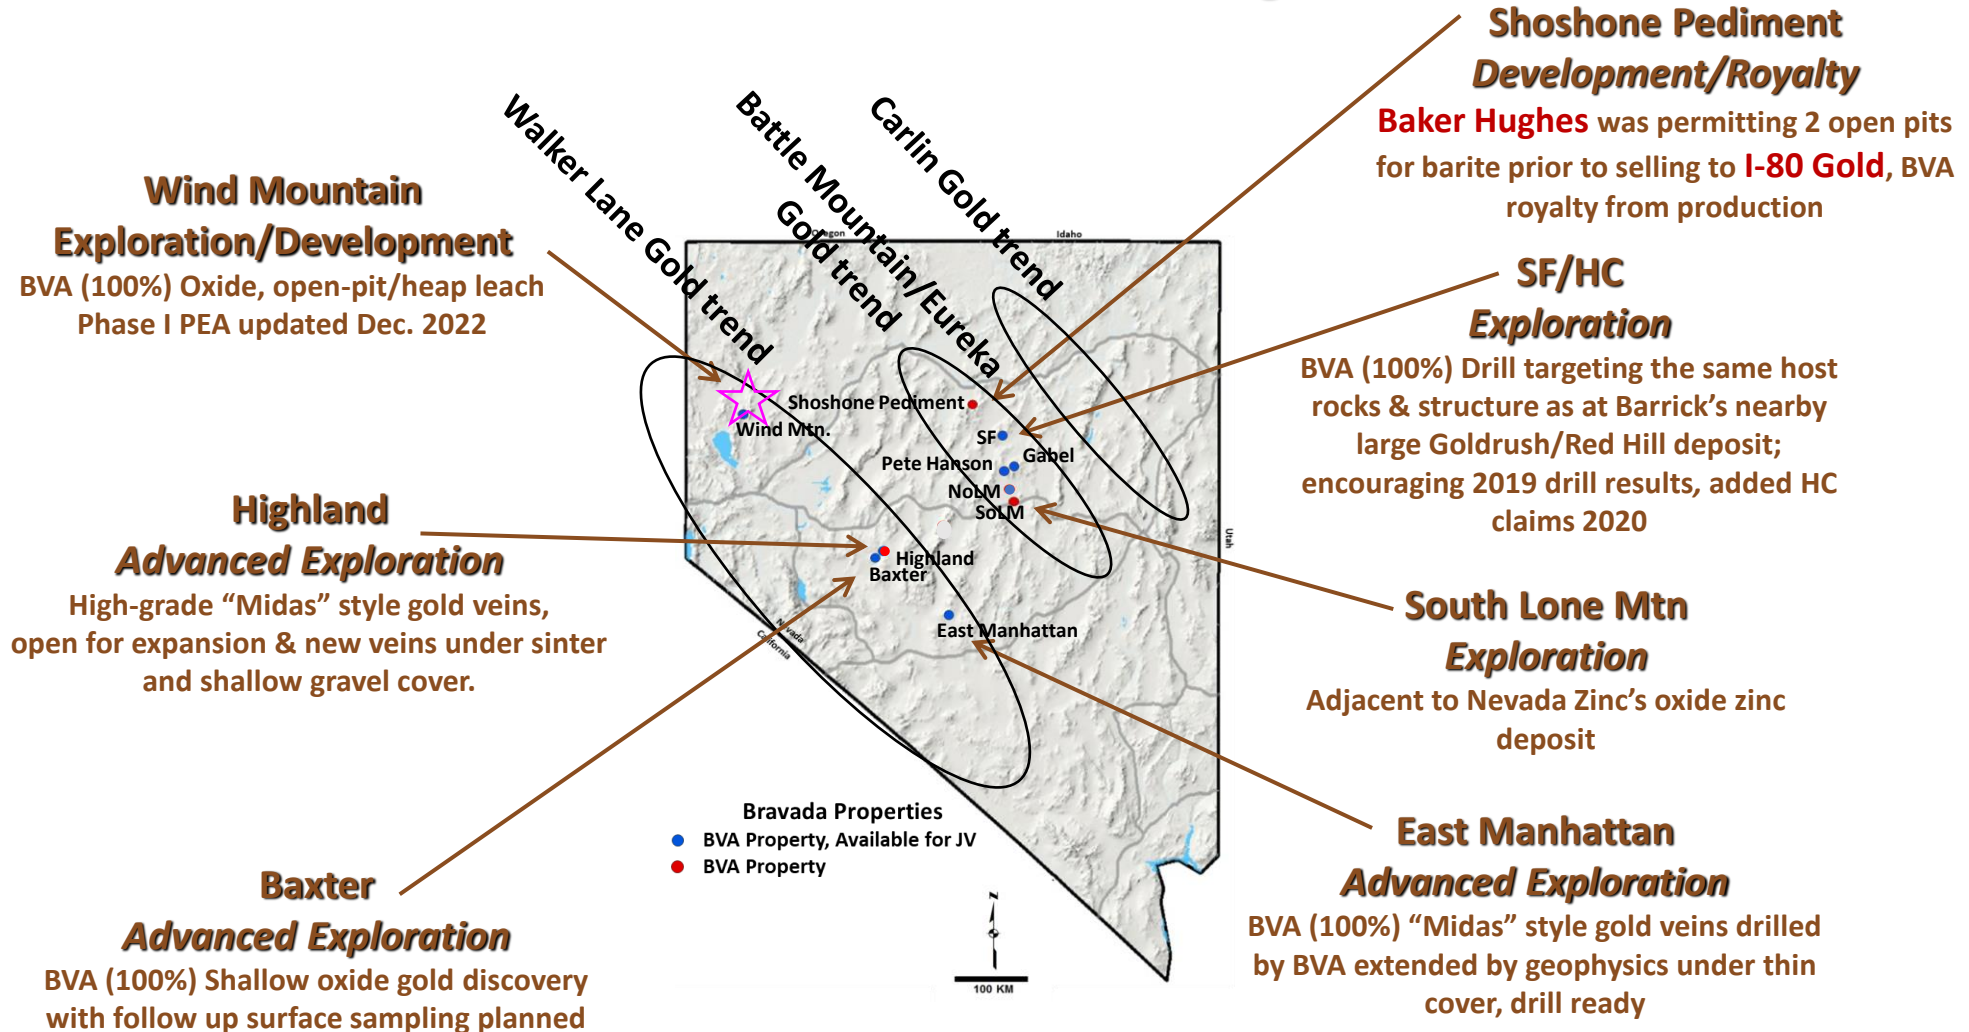 Shoshone Pediment
Development/Royalty
Baker Hughes was permitting 2 open pits
for barite prior to selling to I-80 Gold, BVA
royalty from production
Walker Lane Gold trend
Battle Mountain/Eureka
Gold trend
Carlin Gold trend
Wind Mountain
Exploration/Development
BVA (100%) Oxide, open-pit/heap leach
Phase I PEA updated Dec. 2022
SF/HC
Exploration
BVA (100%) Drill targeting the same host
rocks & structure as at Barrick’s nearby
large Goldrush/Red Hill deposit;
encouraging 2019 drill results, added HC
claims 2020
Highland
Advanced Exploration
High-grade “Midas” style gold veins,
open for expansion & new veins under sinter
and shallow gravel cover.
South Lone Mtn
Exploration
Adjacent to Nevada Zinc’s oxide zinc
deposit
Baxter
Advanced Exploration
BVA (100%) Shallow oxide gold discovery
with follow up surface sampling planned
East Manhattan
Advanced Exploration
BVA (100%) “Midas” style gold veins drilled
by BVA extended by geophysics under thin
cover, drill ready
Oregon
Idaho
Shoshone Pediment
Wind Mtn.
SF
Gabel
Pete Hanson
NoLM
SoLM
Utah
Highland
Baxter
East Manhattan
Nevada
California
Bravada Properties
BVA Property, Available for JV
BVA Property
N
100 KM